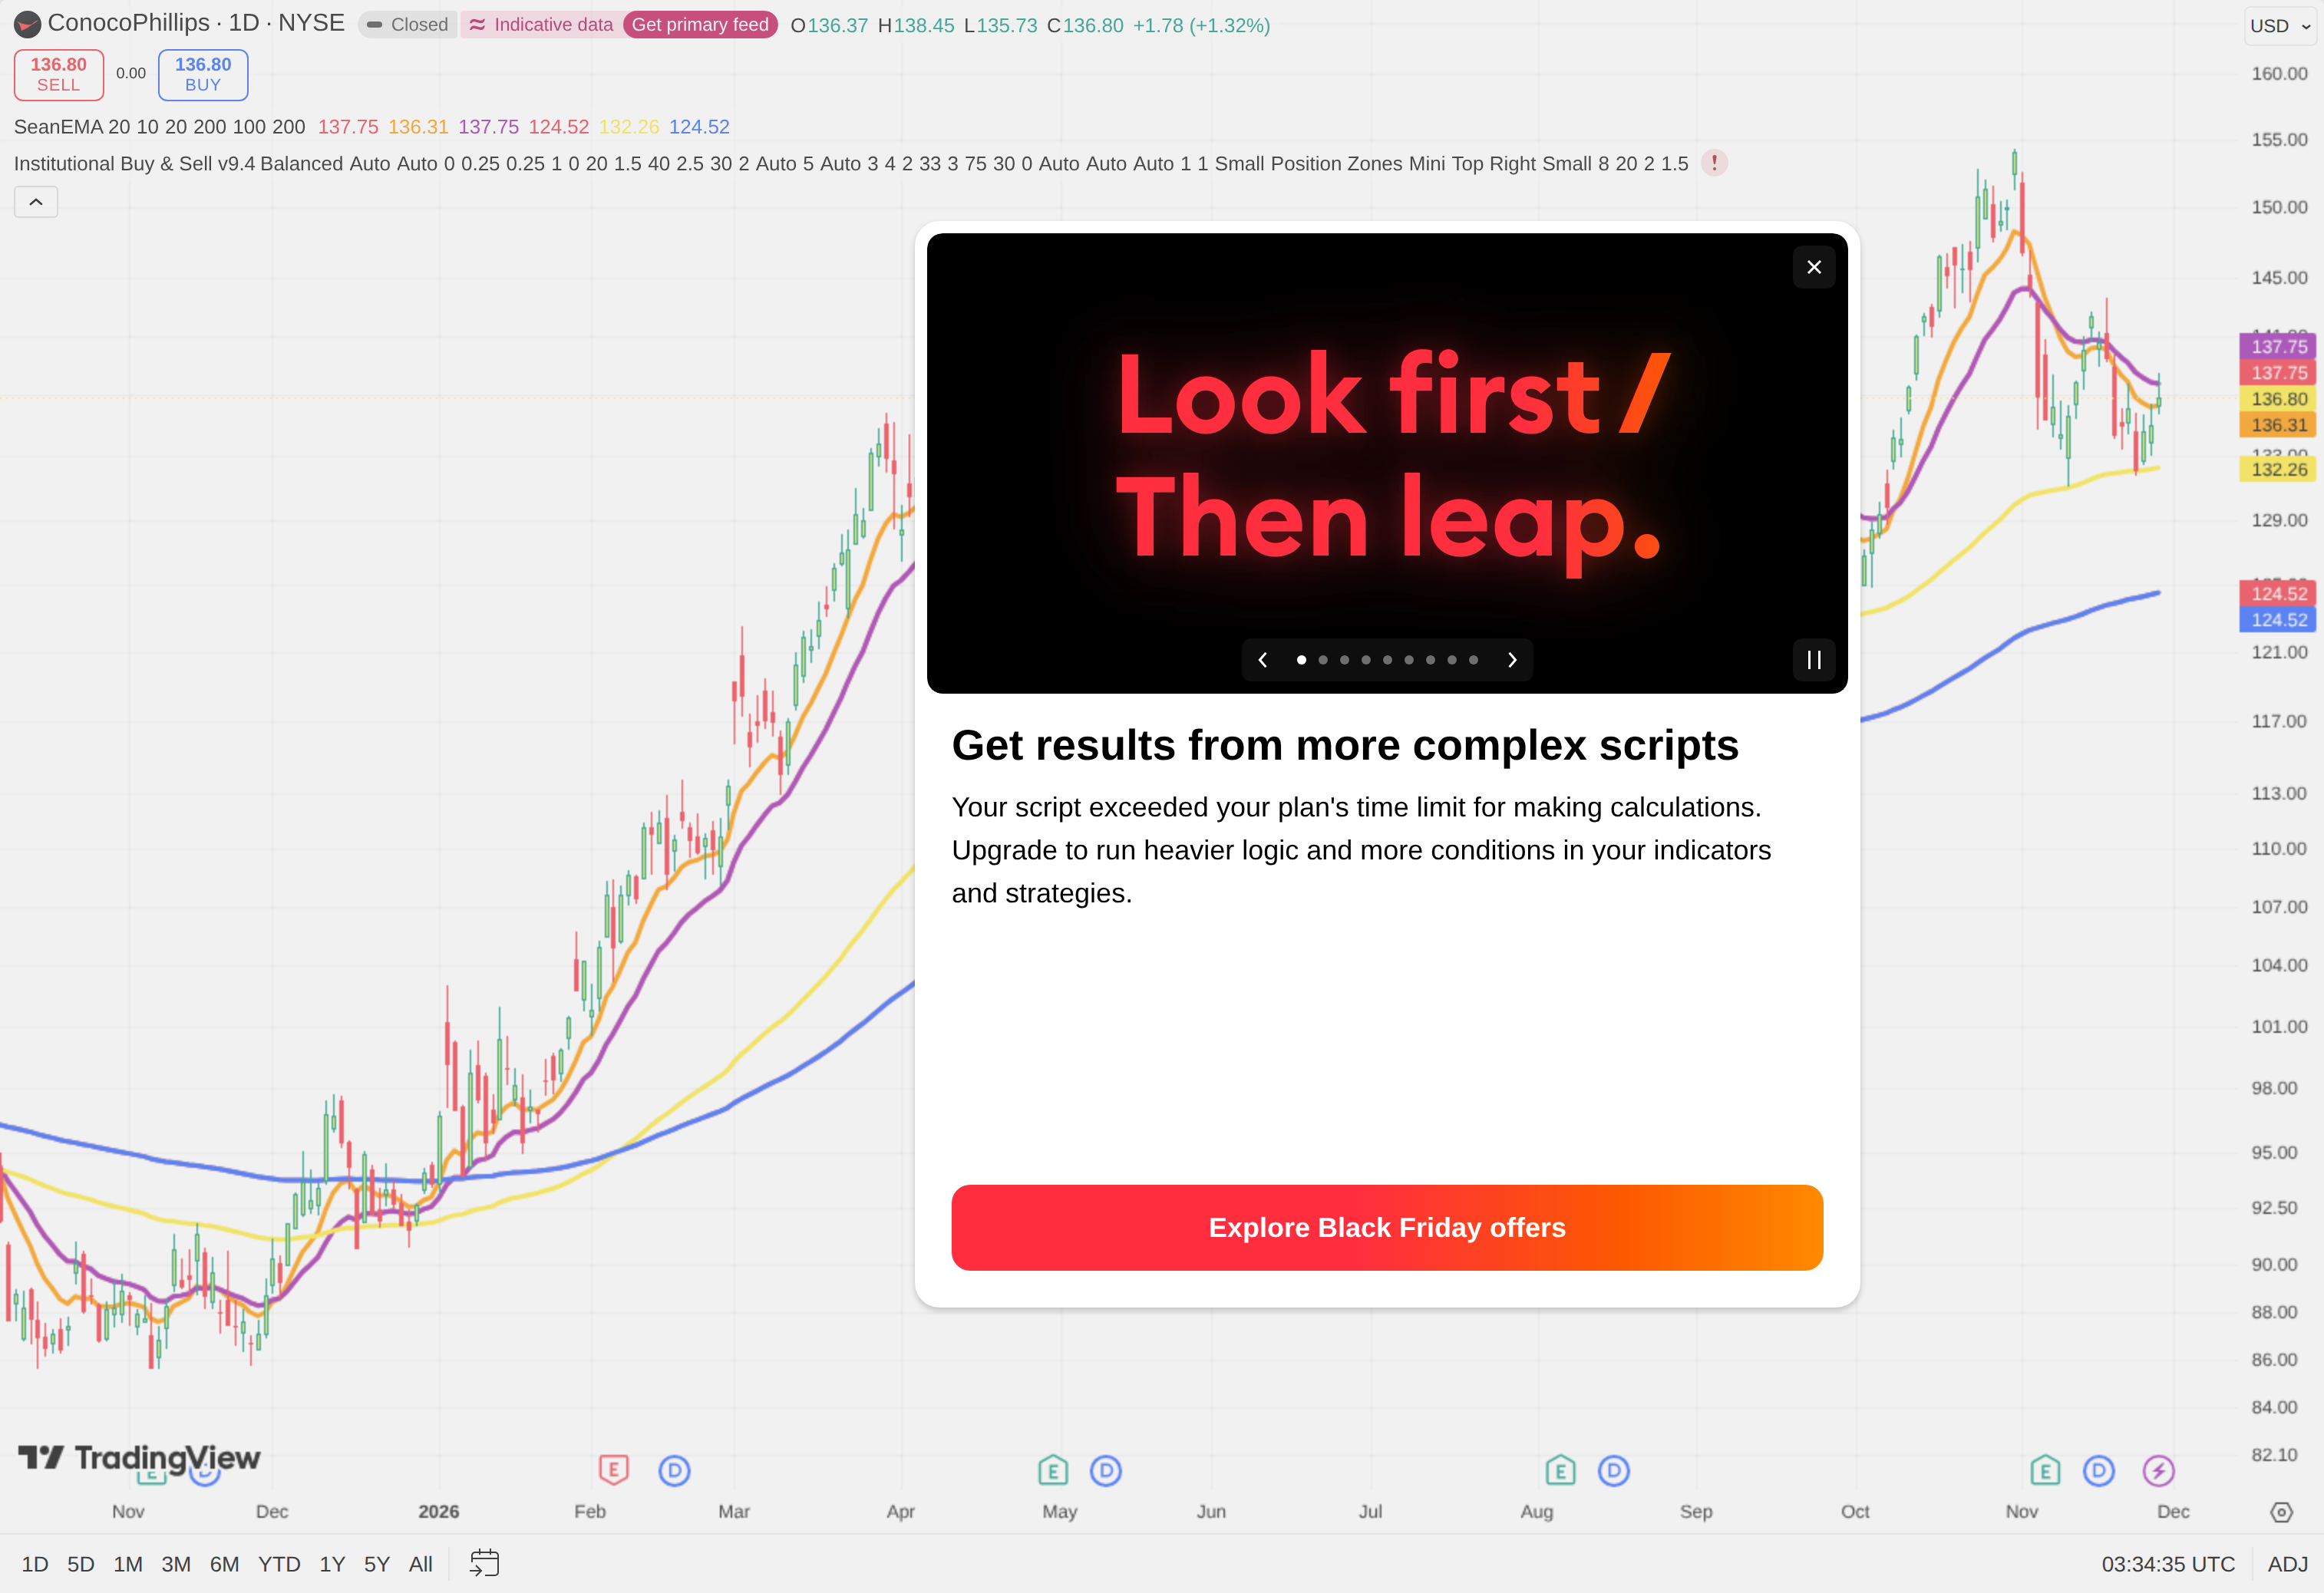 ConocoPhillips · 1D · NYSE Closed Indicative data Get primary feed O136.37 H138.45 L135.73 C136.80 +1.78 (+1.32%)
USD
136.80 0.00 136.80
SELL BUY
SeanEMA 20 10 20 200 100 200 137.75 136.31 137.75 124.52 132.26 124.52
Institutional Buy & Sell v9.4 Balanced Auto Auto 0 0.25 0.25 1 0 20 1.5 40 2.5 30 2 Auto 5 Auto 3 4 2 33 3 75 30 0 Auto Auto Auto 1 1 Small Position Zones Mini Top Right Small 8 20 2 1.5
160.00
155.00
150.00
145.00
137.75
137.75
136.80
136.31
132.26
129.00
124.52
124.52
121.00
117.00
113.00
110.00
107.00
104.00
101.00
98.00
95.00
92.50
90.00
88.00
86.00
84.00
82.10
Look first /
Then leap.
Get results from more complex scripts
Your script exceeded your plan's time limit for making calculations.
Upgrade to run heavier logic and more conditions in your indicators
and strategies.
Explore Black Friday offers
TradingView
E D E D E D E D E D
Nov Dec 2026 Feb Mar Apr May Jun Jul Aug Sep Oct Nov Dec
1D 5D 1M 3M 6M YTD 1Y 5Y All
03:34:35 UTC ADJ